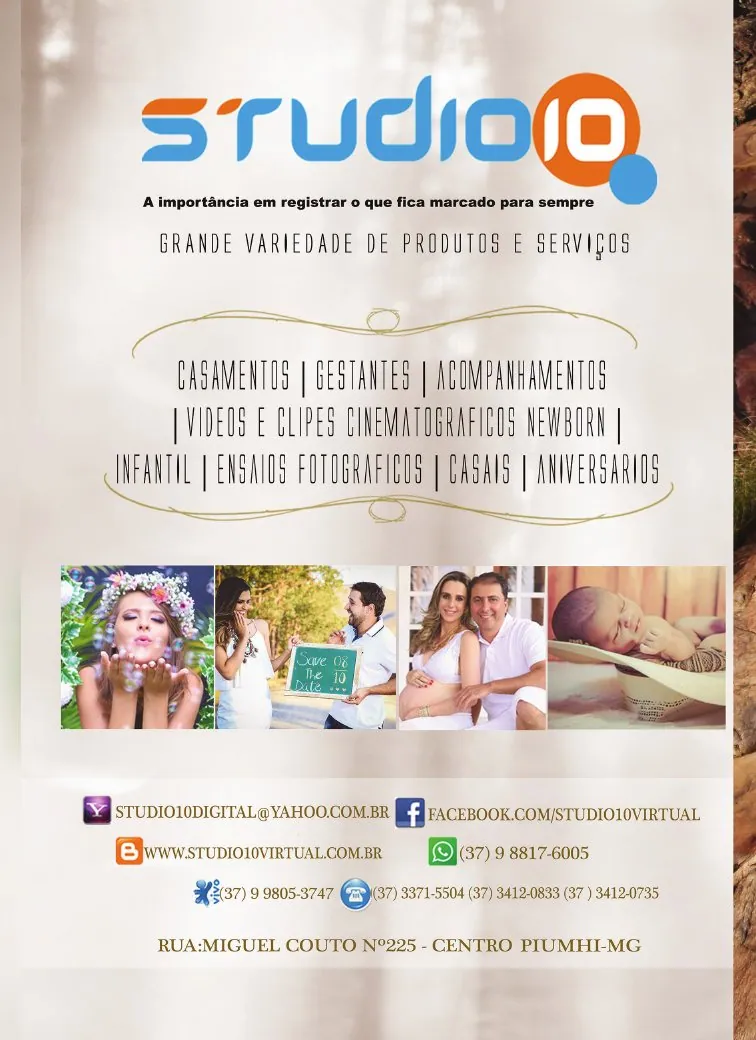 STUDIO10
A importância em registrar o que fica marcado para sempre
GRANDE VARIEDADE DE PRODUTOS E SERVIÇOS
CASAMENTOS | GESTANTES | ACOMPANHAMENTOS
| VIDEOS E CLIPES CINEMATOGRAFICOS NEWBORN |
INFANTIL | ENSAIOS FOTOGRAFICOS | CASAIS | ANIVERSARIOS
Save 08
The 10
Date ♥♥♥
STUDIO10DIGITAL@YAHOO.COM.BR FACEBOOK.COM/STUDIO10VIRTUAL
WWW.STUDIO10VIRTUAL.COM.BR (37) 9 8817-6005
vivo (37) 9 9805-3747 (37) 3371-5504 (37) 3412-0833 (37 ) 3412-0735
RUA:MIGUEL COUTO Nº225 - CENTRO PIUMHI-MG